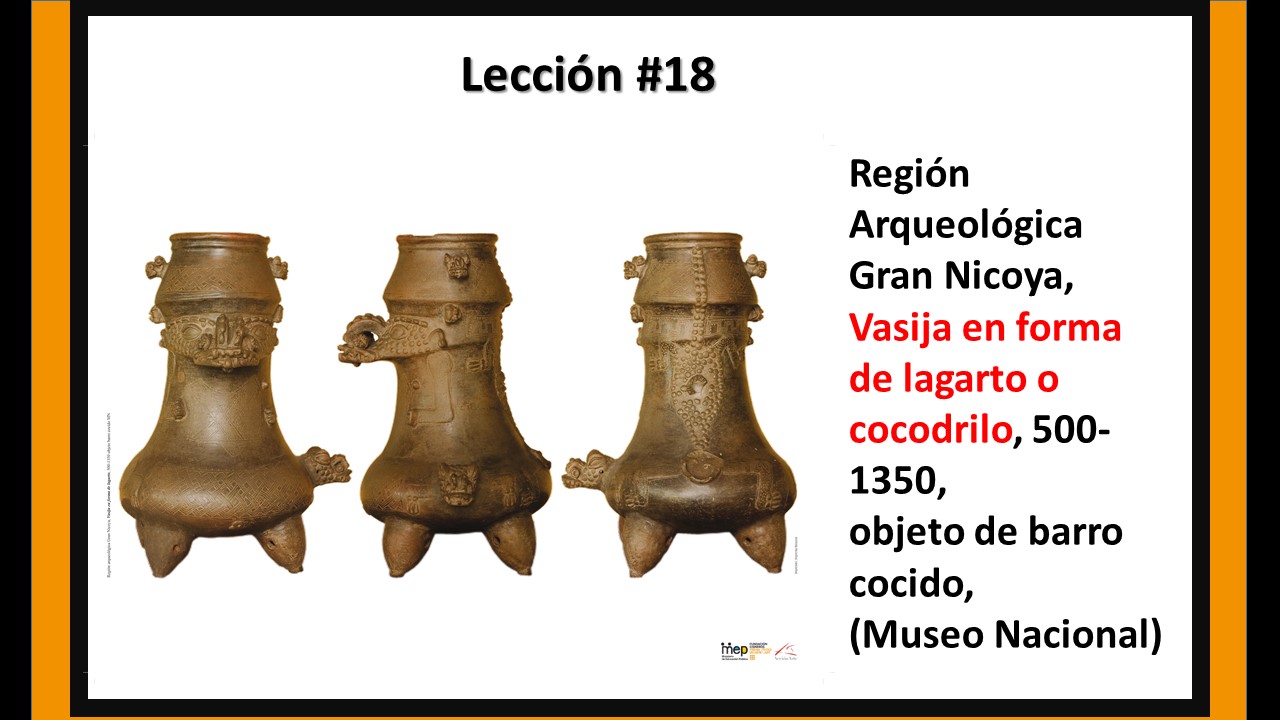 Lección #18
Región
Arqueológica
Gran Nicoya,
Vasija en forma
de lagarto o
cocodrilo, 500-
1350,
objeto de barro
cocido,
(Museo Nacional)
mep